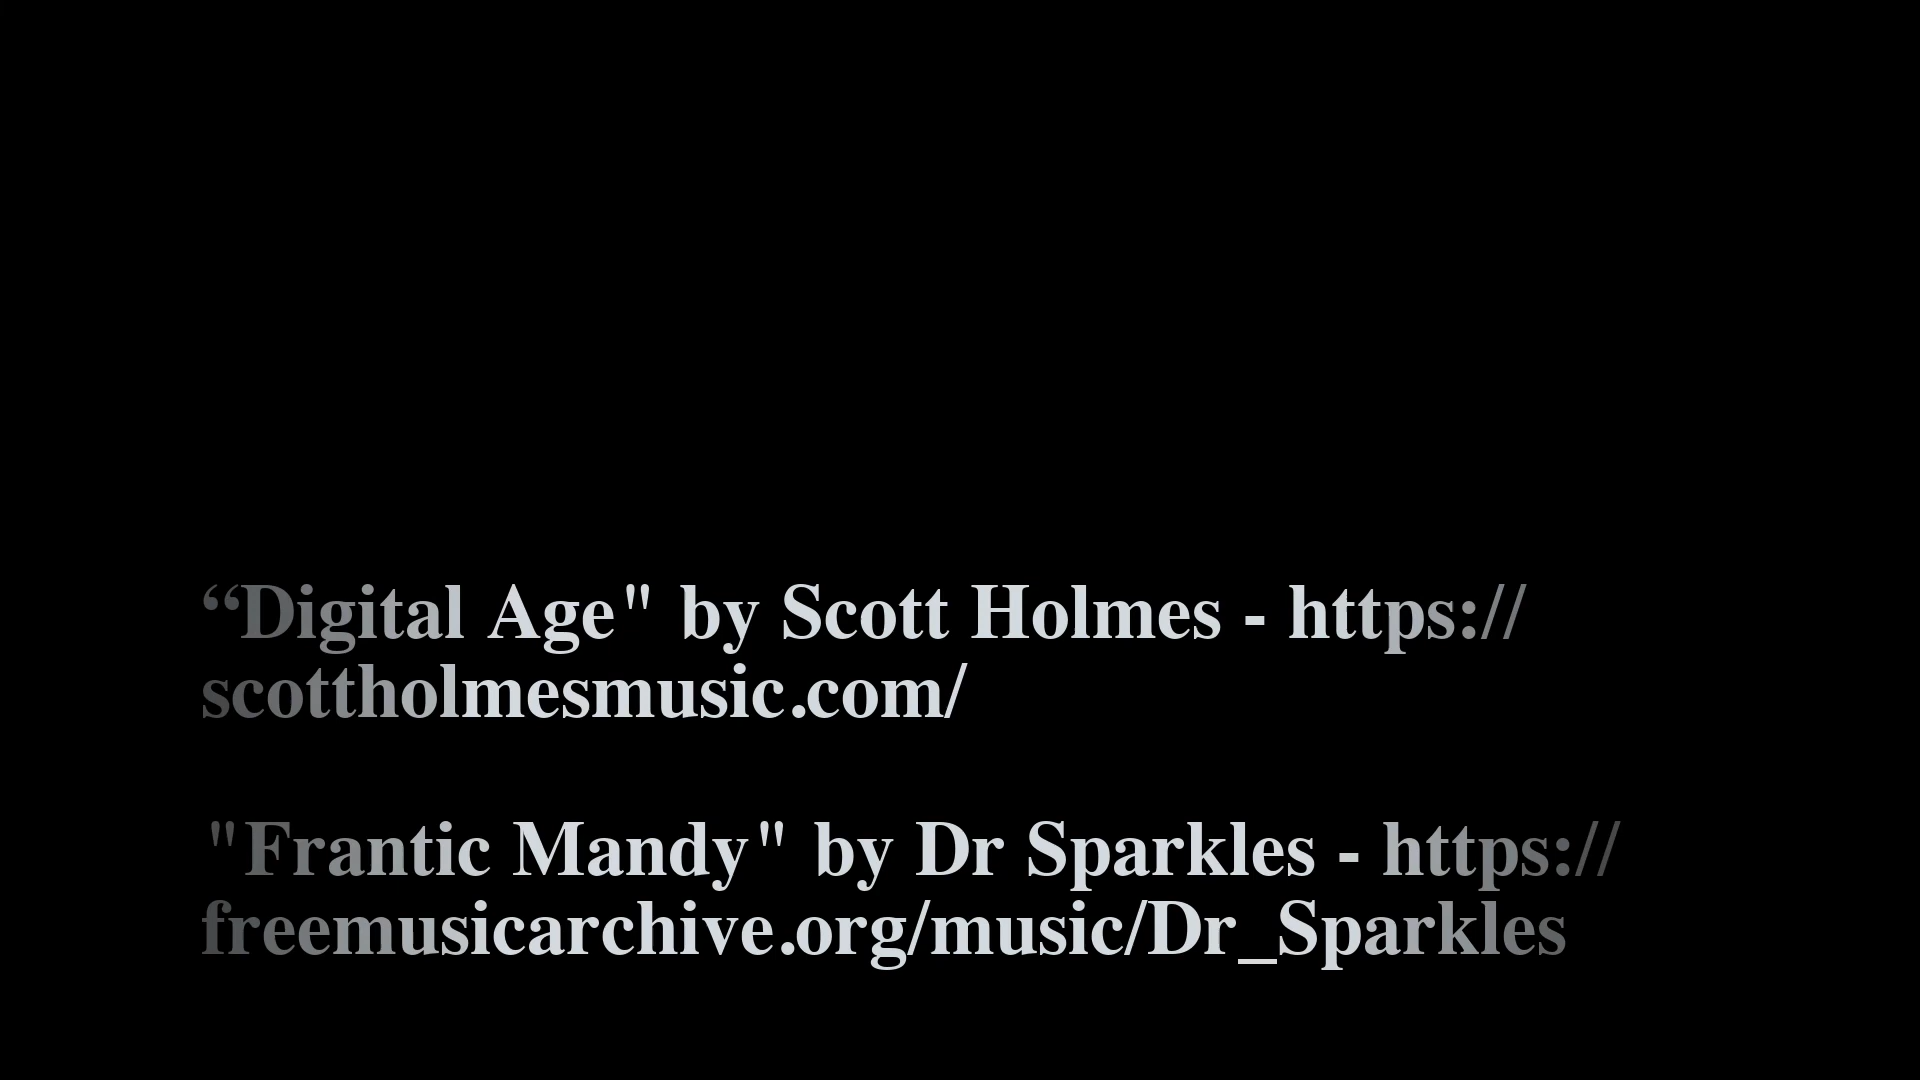 “Digital Age" by Scott Holmes - https://
scottholmesmusic.com/
"Frantic Mandy" by Dr Sparkles - https://
freemusicarchive.org/music/Dr_Sparkles